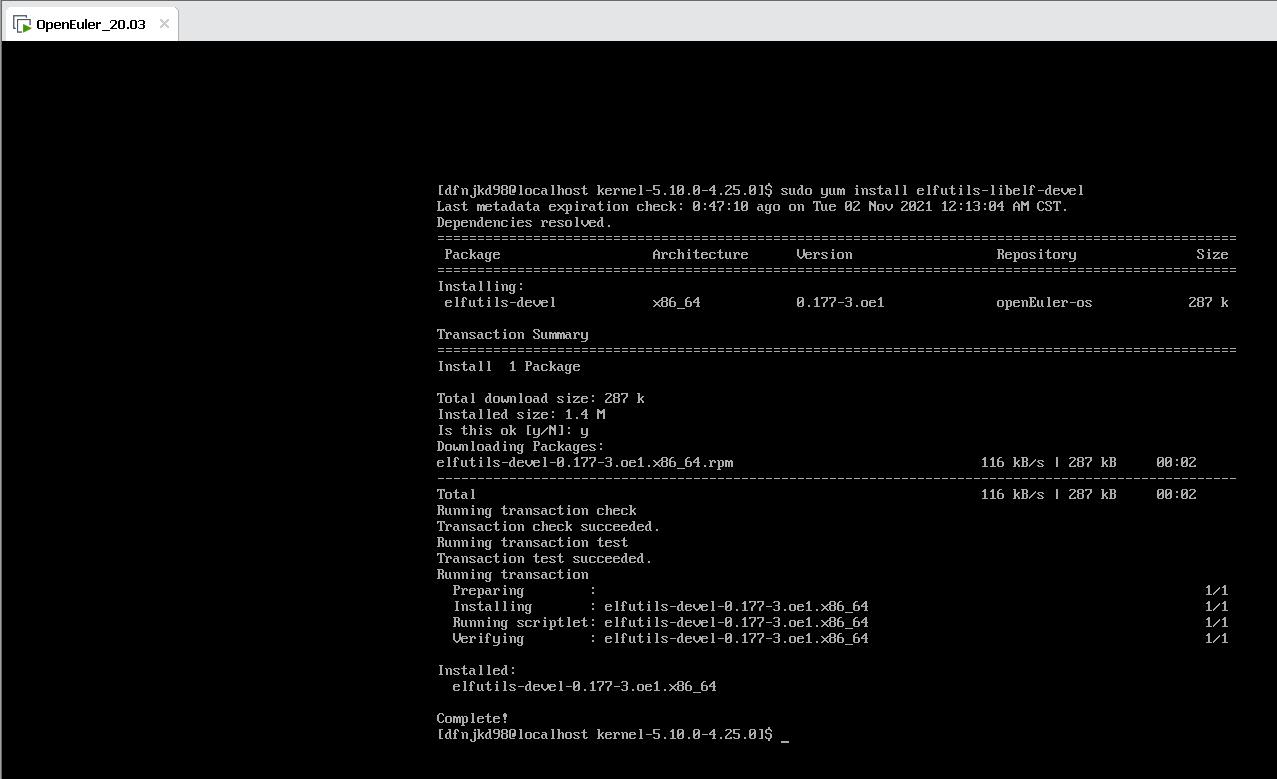 OpenEuler_20.03
[dfnjkd98@localhost kernel-5.10.0-4.25.0]$ sudo yum install elfutils-libelf-devel
Last metadata expiration check: 0:47:10 ago on Tue 02 Nov 2021 12:13:04 AM CST.
Dependencies resolved.
====================================================================================================
Package Architecture Version Repository Size
====================================================================================================
Installing:
elfutils-devel x86_64 0.177-3.oe1 openEuler-os 287 k
Transaction Summary
====================================================================================================
Install 1 Package
Total download size: 287 k
Installed size: 1.4 M
Is this ok [y/N]: y
Downloading Packages:
elfutils-devel-0.177-3.oe1.x86_64.rpm 116 kB/s | 287 kB 00:02
----------------------------------------------------------------------------------------------------
Total 116 kB/s | 287 kB 00:02
Running transaction check
Transaction check succeeded.
Running transaction test
Transaction test succeeded.
Running transaction
Preparing : 1/1
Installing : elfutils-devel-0.177-3.oe1.x86_64 1/1
Running scriptlet: elfutils-devel-0.177-3.oe1.x86_64 1/1
Verifying : elfutils-devel-0.177-3.oe1.x86_64 1/1
Installed:
elfutils-devel-0.177-3.oe1.x86_64
Complete!
[dfnjkd98@localhost kernel-5.10.0-4.25.0]$ _